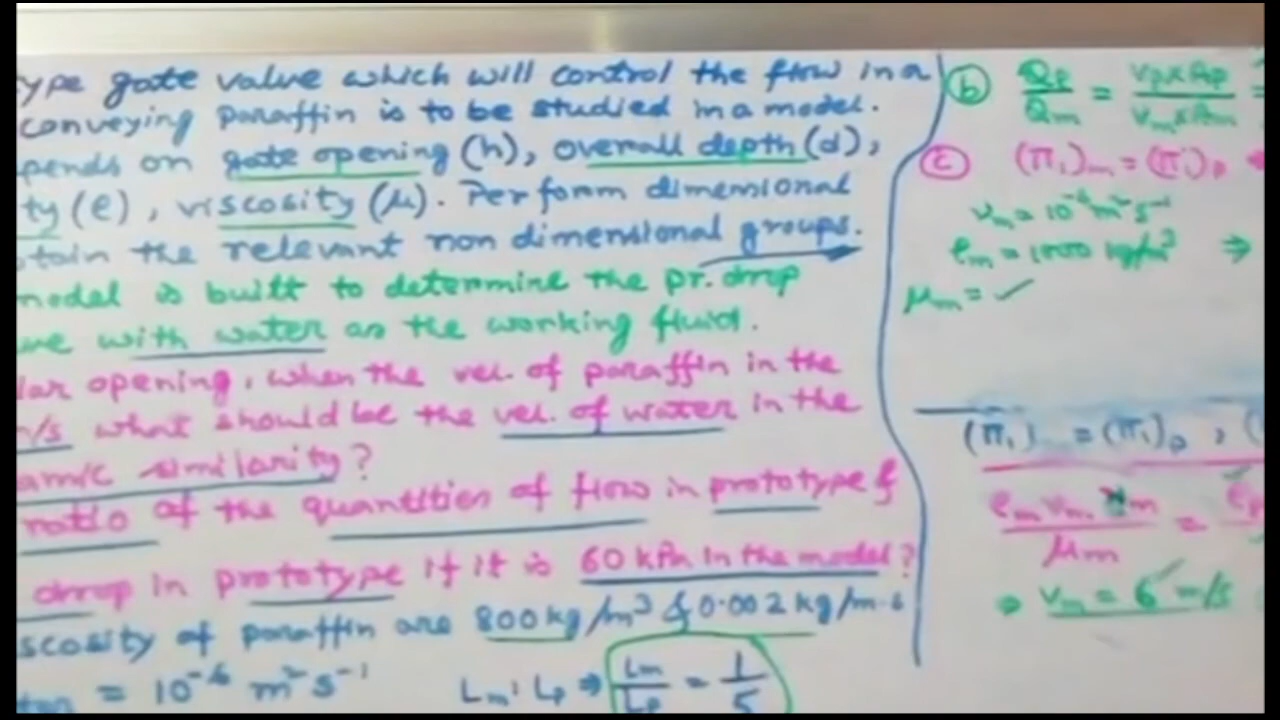 ype gate valve which will control the flow in a
conveying paraffin is to be studied in a model.
pends on gate opening (h), overall depth (d),
ty (ρ), viscosity (μ). Perform dimensional
tain the relevant non dimensional groups.
model is built to determine the pr. drop
ve with water as the working fluid.
lar opening, when the vel. of paraffin in the
m/s what should be the vel. of water in the
amic similarity?
ratio of the quantities of flow in prototype &
drop in prototype if it is 60 kPa in the model?
scosity of paraffin are 800 kg/m³ & 0.002 kg/m-s
ter = 10⁻⁶ m² s⁻¹ Lm : Lp ⇒ Lm/Lp = 1/5
(b) Qp/Qm = Vp×Ap/Vm×Am =
(c) (π₁)m = (π₁)p
νm = 10⁻⁶ m² s⁻¹
ρm = 1000 kg/m³ ⇒
μm = ✓
(π₁) = (π₁)p ,
ρm Vm m/μm = ρp
⇒ Vm = 6 m/s